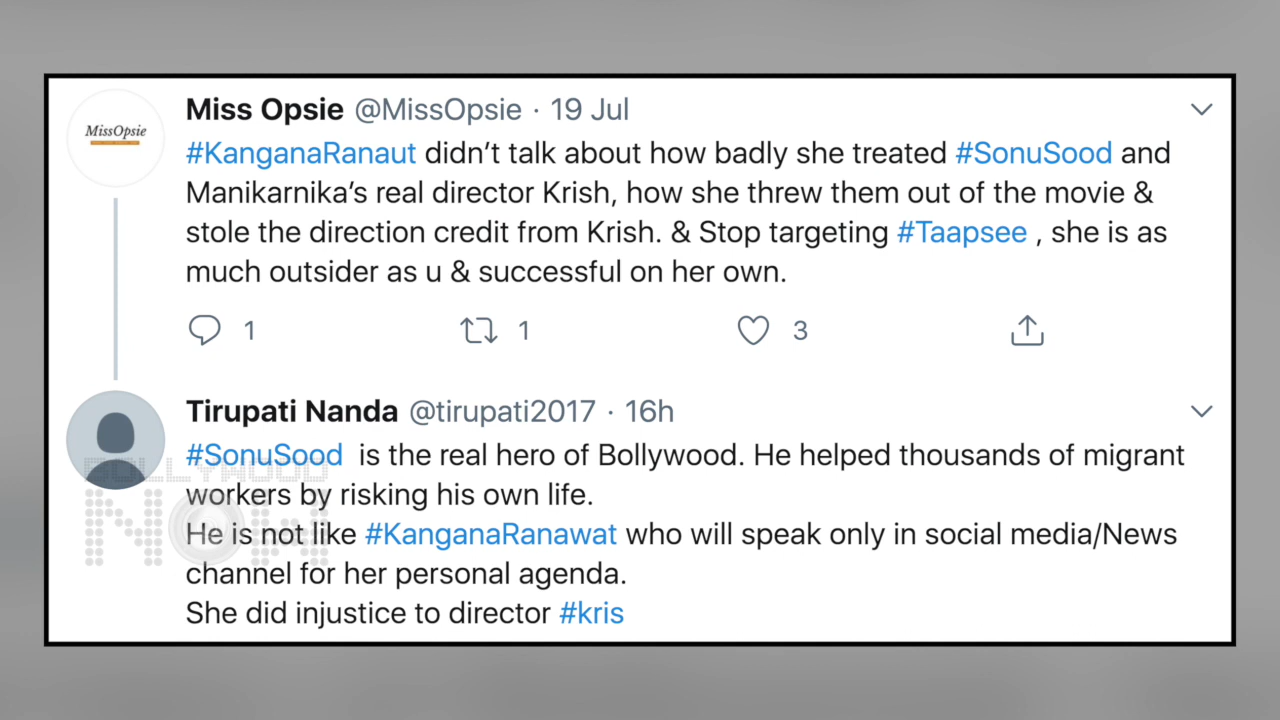 MissOpsie
Miss Opsie @MissOpsie · 19 Jul
#KanganaRanaut didn’t talk about how badly she treated #SonuSood and
Manikarnika’s real director Krish, how she threw them out of the movie &
stole the direction credit from Krish. & Stop targeting #Taapsee , she is as
much outsider as u & successful on her own.
1 1 3
Tirupati Nanda @tirupati2017 · 16h
#SonuSood is the real hero of Bollywood. He helped thousands of migrant
workers by risking his own life.
He is not like #KanganaRanawat who will speak only in social media/News
channel for her personal agenda.
She did injustice to director #kris
BOLLYWOOD
NOW